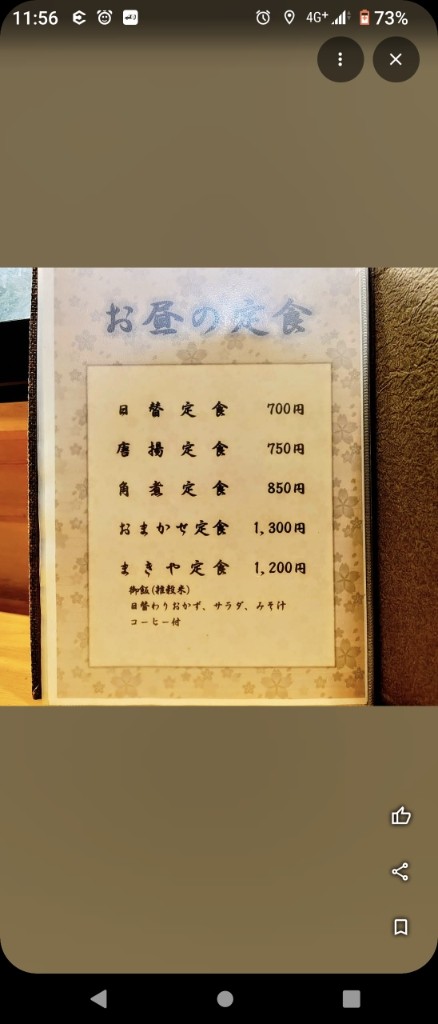 11:56
4G+
73%
お昼の定食
日替定食 700円
唐揚定食 750円
角煮定食 850円
おまかせ定食 1,300円
まきや定食 1,200円
御飯(雑穀米)
日替わりおかず、サラダ、みそ汁
コーヒー付